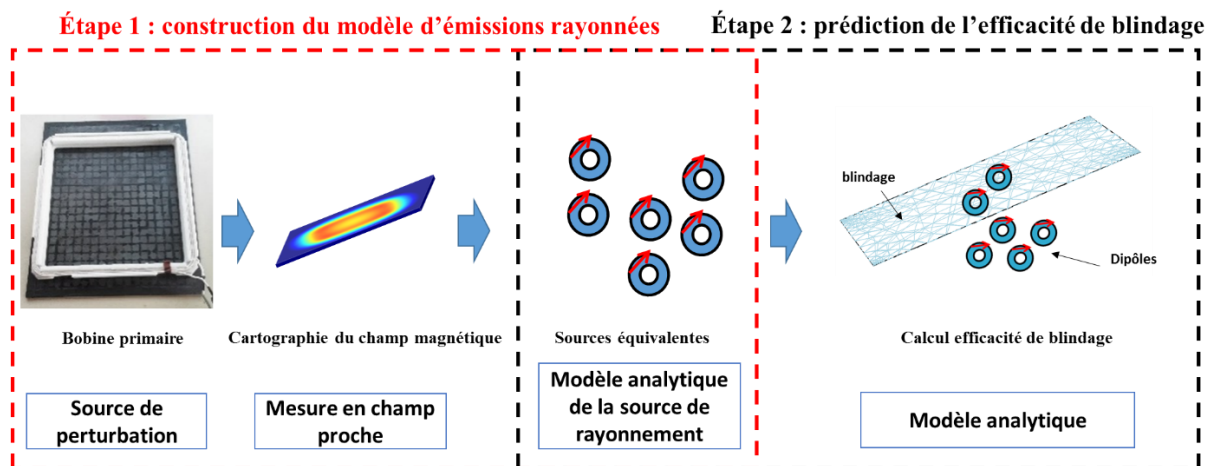 Étape 1 : construction du modèle d’émissions rayonnées
Étape 2 : prédiction de l’efficacité de blindage
blindage
Dipôles
Bobine primaire
Cartographie du champ magnétique
Sources équivalentes
Calcul efficacité de blindage
Source de
perturbation
Mesure en champ
proche
Modèle analytique
de la source de
rayonnement
Modèle analytique